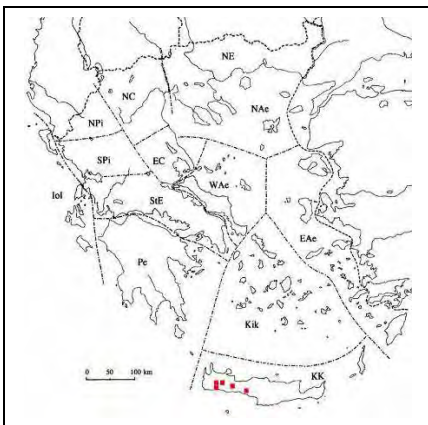 NE
NC
NAe
NPi
SPi
EC
WAe
IoI
StE
EAe
Pe
Kik
KK
0 50 100 km